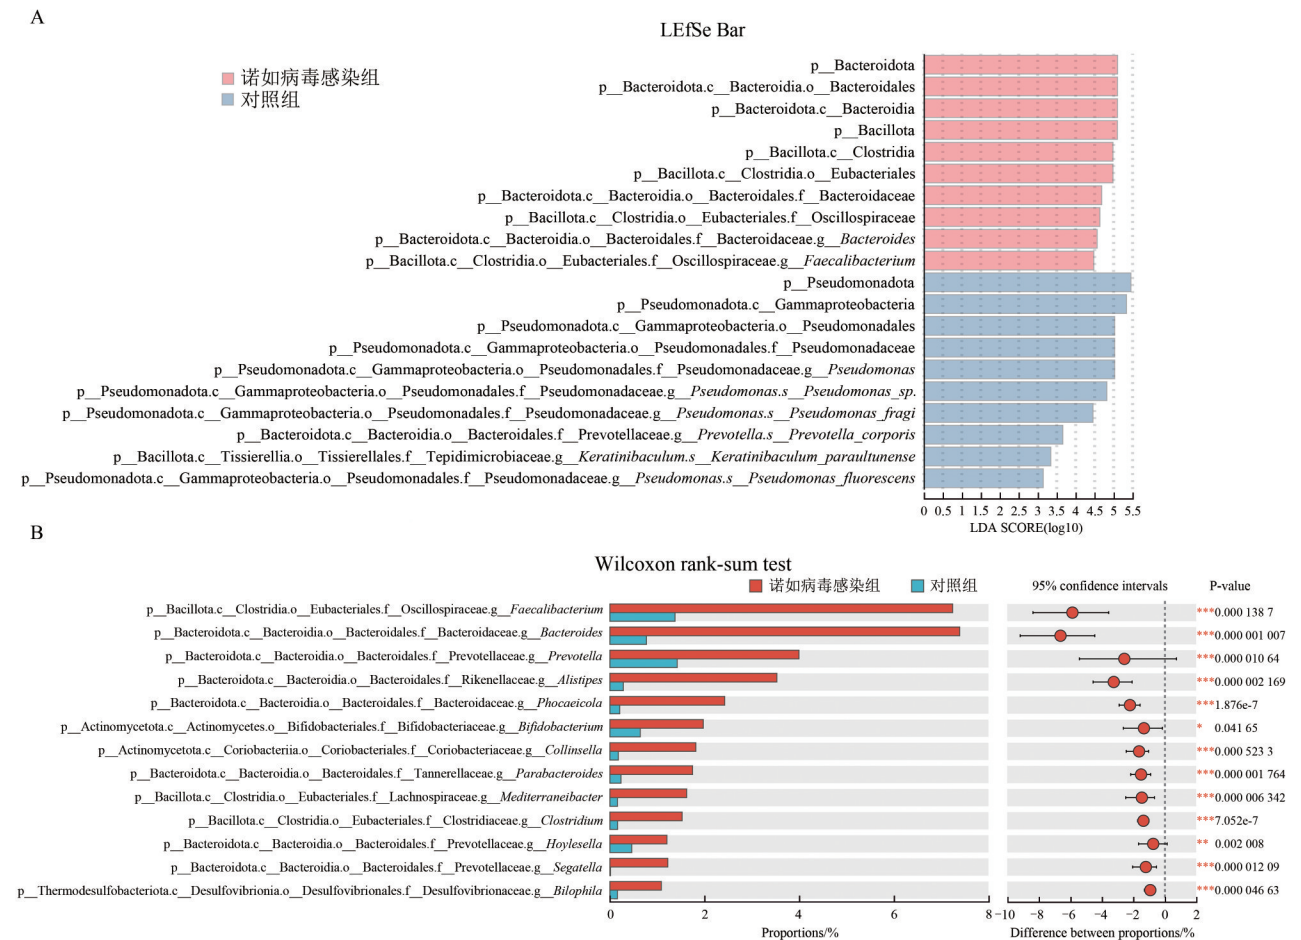 A
LEfSe Bar
诺如病毒感染组
对照组
p__Bacteroidota
p__Bacteroidota.c__Bacteroidia.o__Bacteroidales
p__Bacteroidota.c__Bacteroidia
p__Bacillota
p__Bacillota.c__Clostridia
p__Bacillota.c__Clostridia.o__Eubacteriales
p__Bacteroidota.c__Bacteroidia.o__Bacteroidales.f__Bacteroidaceae
p__Bacillota.c__Clostridia.o__Eubacteriales.f__Oscillospiraceae
p__Bacteroidota.c__Bacteroidia.o__Bacteroidales.f__Bacteroidaceae.g__Bacteroides
p__Bacillota.c__Clostridia.o__Eubacteriales.f__Oscillospiraceae.g__Faecalibacterium
p__Pseudomonadota
p__Pseudomonadota.c__Gammaproteobacteria
p__Pseudomonadota.c__Gammaproteobacteria.o__Pseudomonadales
p__Pseudomonadota.c__Gammaproteobacteria.o__Pseudomonadales.f__Pseudomonadaceae
p__Pseudomonadota.c__Gammaproteobacteria.o__Pseudomonadales.f__Pseudomonadaceae.g__Pseudomonas
p__Pseudomonadota.c__Gammaproteobacteria.o__Pseudomonadales.f__Pseudomonadaceae.g__Pseudomonas.s__Pseudomonas_sp.
p__Pseudomonadota.c__Gammaproteobacteria.o__Pseudomonadales.f__Pseudomonadaceae.g__Pseudomonas.s__Pseudomonas_fragi
p__Bacteroidota.c__Bacteroidia.o__Bacteroidales.f__Prevotellaceae.g__Prevotella.s__Prevotella_corporis
p__Bacillota.c__Tissierellia.o__Tissierellales.f__Tepidimicrobiaceae.g__Keratinibaculum.s__Keratinibaculum_paraultunense
p__Pseudomonadota.c__Gammaproteobacteria.o__Pseudomonadales.f__Pseudomonadaceae.g__Pseudomonas.s__Pseudomonas_fluorescens
0 0.5 1 1.5 2 2.5 3 3.5 4 4.5 5 5.5
LDA SCORE(log10)
B
Wilcoxon rank-sum test
诺如病毒感染组 对照组 95% confidence intervals P-value
p__Bacillota.c__Clostridia.o__Eubacteriales.f__Oscillospiraceae.g__Faecalibacterium ***0.000 138 7
p__Bacteroidota.c__Bacteroidia.o__Bacteroidales.f__Bacteroidaceae.g__Bacteroides ***0.000 001 007
p__Bacteroidota.c__Bacteroidia.o__Bacteroidales.f__Prevotellaceae.g__Prevotella ***0.000 010 64
p__Bacteroidota.c__Bacteroidia.o__Bacteroidales.f__Rikenellaceae.g__Alistipes ***0.000 002 169
p__Bacteroidota.c__Bacteroidia.o__Bacteroidales.f__Bacteroidaceae.g__Phocaeicola ***1.876e-7
p__Actinomycetota.c__Actinomycetes.o__Bifidobacteriales.f__Bifidobacteriaceae.g__Bifidobacterium * 0.041 65
p__Actinomycetota.c__Coriobacteriia.o__Coriobacteriales.f__Coriobacteriaceae.g__Collinsella ***0.000 523 3
p__Bacteroidota.c__Bacteroidia.o__Bacteroidales.f__Tannerellaceae.g__Parabacteroides ***0.000 001 764
p__Bacillota.c__Clostridia.o__Eubacteriales.f__Lachnospiraceae.g__Mediterraneibacter ***0.000 006 342
p__Bacillota.c__Clostridia.o__Eubacteriales.f__Clostridiaceae.g__Clostridium ***7.052e-7
p__Bacteroidota.c__Bacteroidia.o__Bacteroidales.f__Prevotellaceae.g__Hoylesella ** 0.002 008
p__Bacteroidota.c__Bacteroidia.o__Bacteroidales.f__Prevotellaceae.g__Segatella ***0.000 012 09
p__Thermodesulfobacteriota.c__Desulfovibrionia.o__Desulfovibrionales.f__Desulfovibrionaceae.g__Bilophila ***0.000 046 63
0 2 4 6 8 −10 −8 −6 −4 −2 0 2
Proportions/% Difference between proportions/%